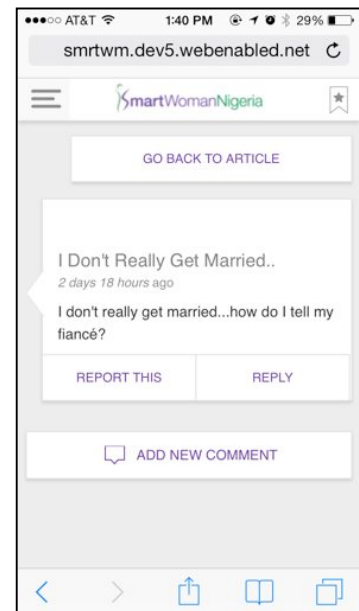 AT&T 1:40 PM 29%
smrtwm.dev5.webenabled.net
SmartWomanNigeria
GO BACK TO ARTICLE
I Don't Really Get Married..
2 days 18 hours ago
I don't really get married...how do I tell my
fiancé?
REPORT THIS REPLY
ADD NEW COMMENT